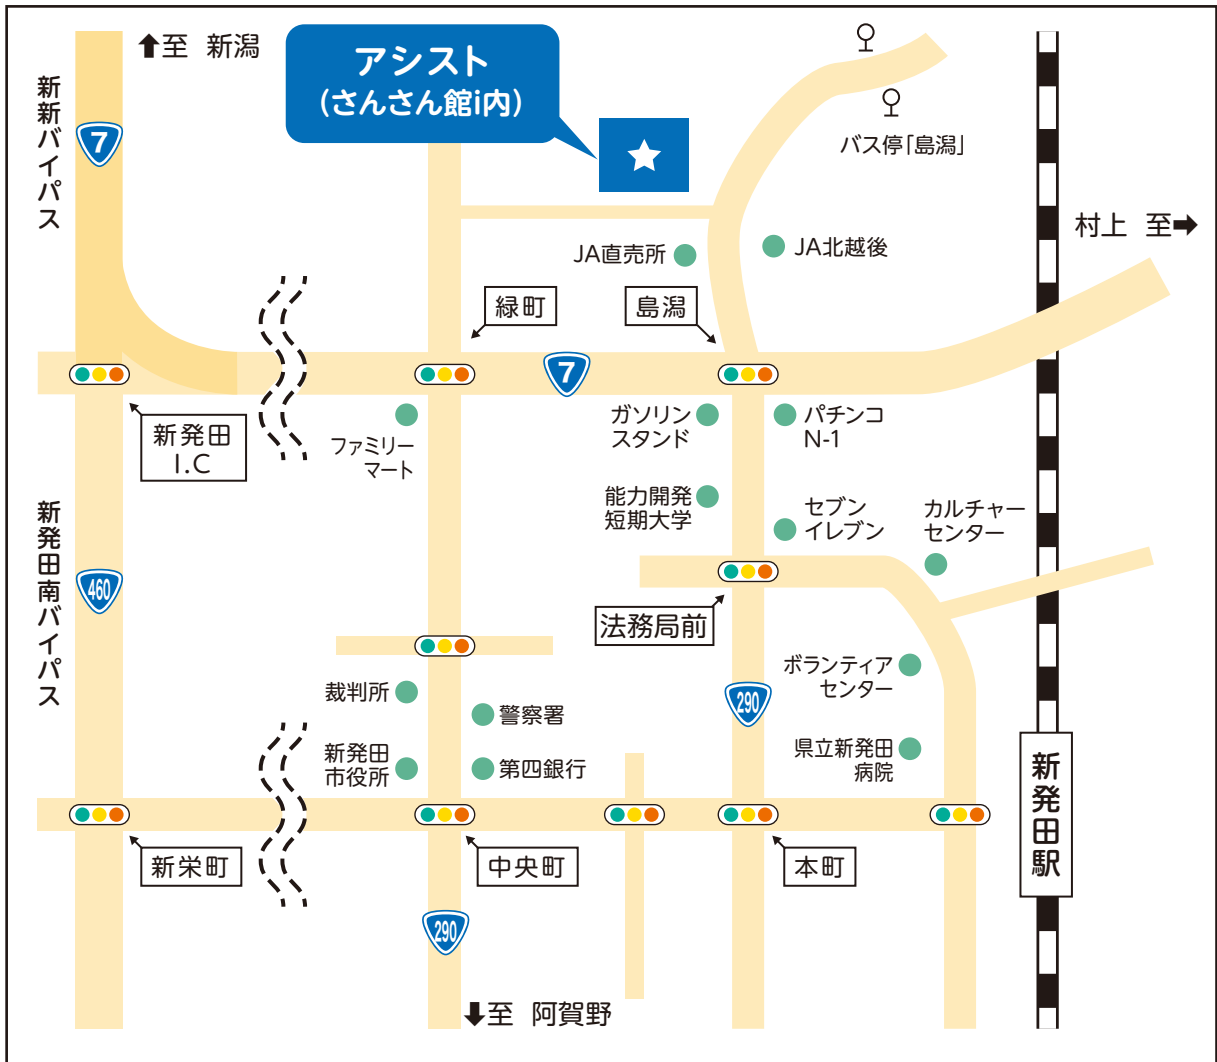 至 新潟
アシスト
(さんさん館i内)
新新バイパス
7
バス停「島潟」
村上 至
JA直売所
JA北越後
緑町
島潟
7
新発田
I.C
ファミリー
マート
ガソリン
スタンド
パチンコ
N-1
能力開発
短期大学
セブン
イレブン
カルチャー
センター
新発田南バイパス
460
法務局前
裁判所
警察署
290
ボランティア
センター
新発田
市役所
第四銀行
県立新発田
病院
新発田駅
新栄町
中央町
本町
290
至 阿賀野